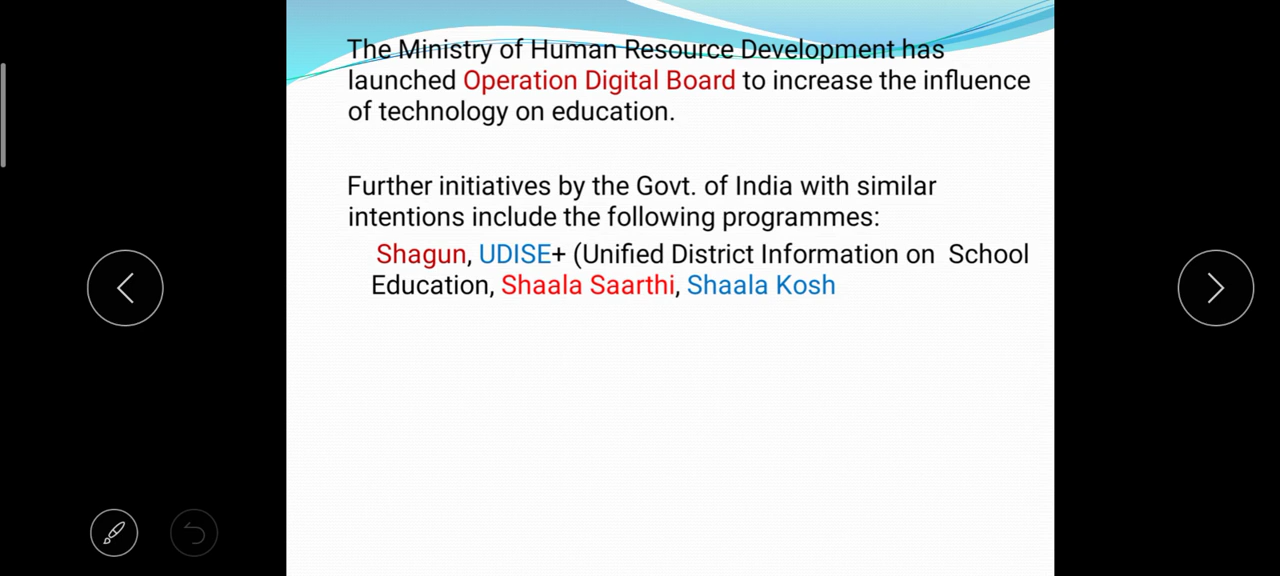 The Ministry of Human Resource Development has
launched Operation Digital Board to increase the influence
of technology on education.
Further initiatives by the Govt. of India with similar
intentions include the following programmes:
Shagun, UDISE+ (Unified District Information on School
Education, Shaala Saarthi, Shaala Kosh